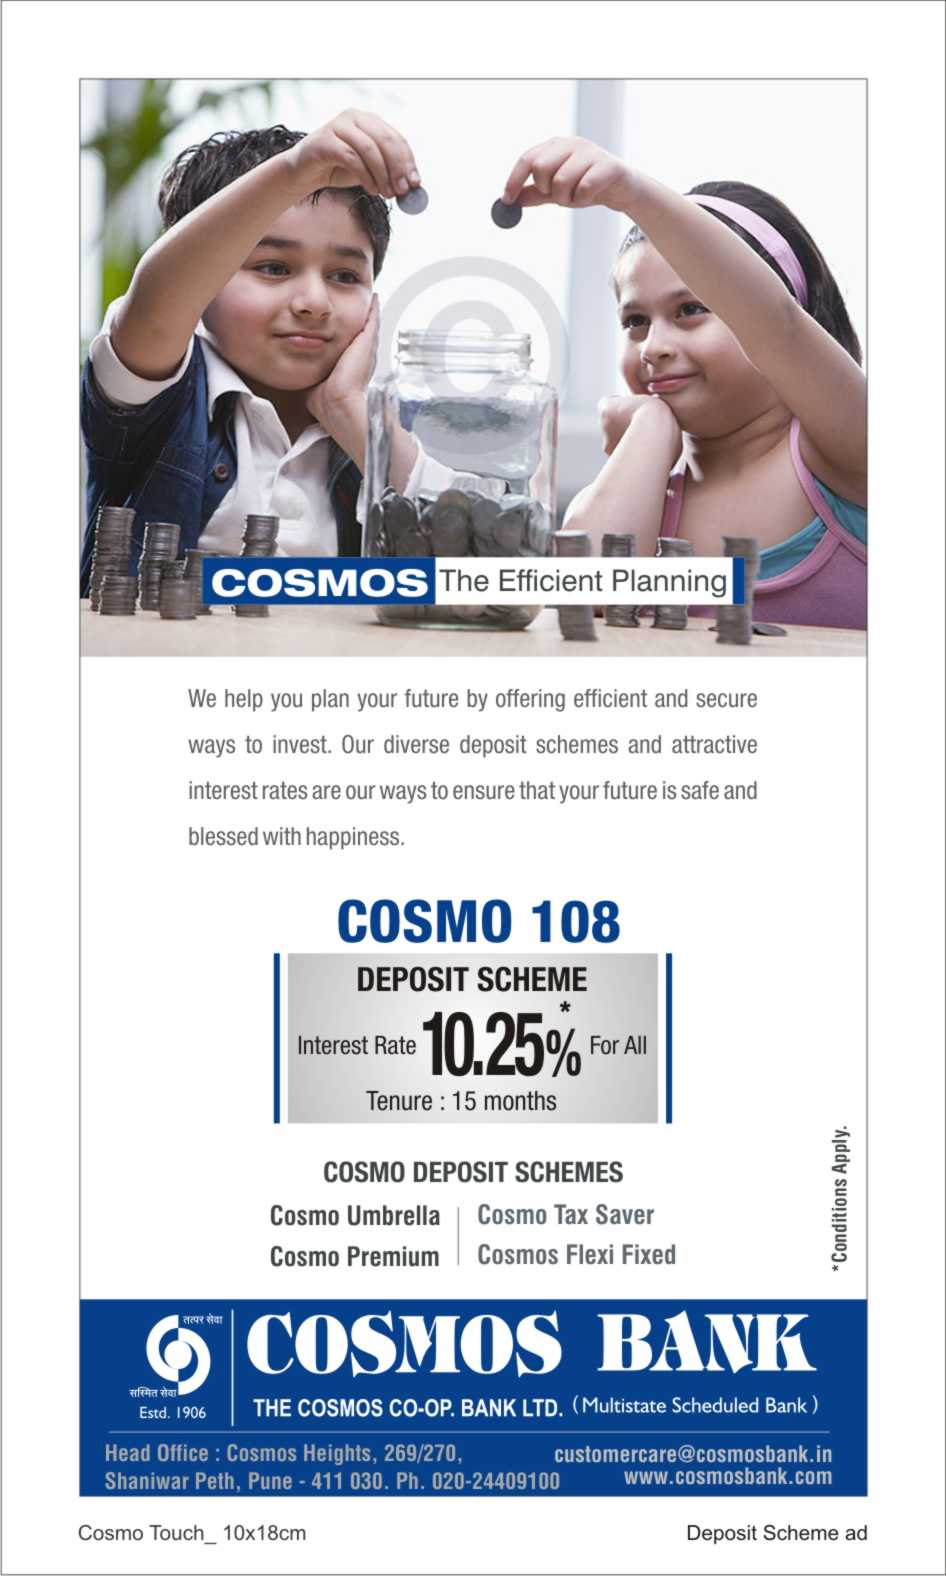 ©
COSMOS The Efficient Planning
We help you plan your future by offering efficient and secure
ways to invest. Our diverse deposit schemes and attractive
interest rates are our ways to ensure that your future is safe and
blessed with happiness.
COSMO 108
DEPOSIT SCHEME
Interest Rate 10.25%* For All
Tenure : 15 months
COSMO DEPOSIT SCHEMES
Cosmo Umbrella
Cosmo Premium
Cosmo Tax Saver
Cosmos Flexi Fixed
*Conditions Apply.
तत्पर सेवा
सस्मित सेवा
Estd. 1906
COSMOS BANK
THE COSMOS CO-OP. BANK LTD. (Multistate Scheduled Bank)
Head Office : Cosmos Heights, 269/270,
Shaniwar Peth, Pune - 411 030. Ph. 020-24409100
customercare@cosmosbank.in
www.cosmosbank.com
Cosmo Touch_ 10x18cm
Deposit Scheme ad